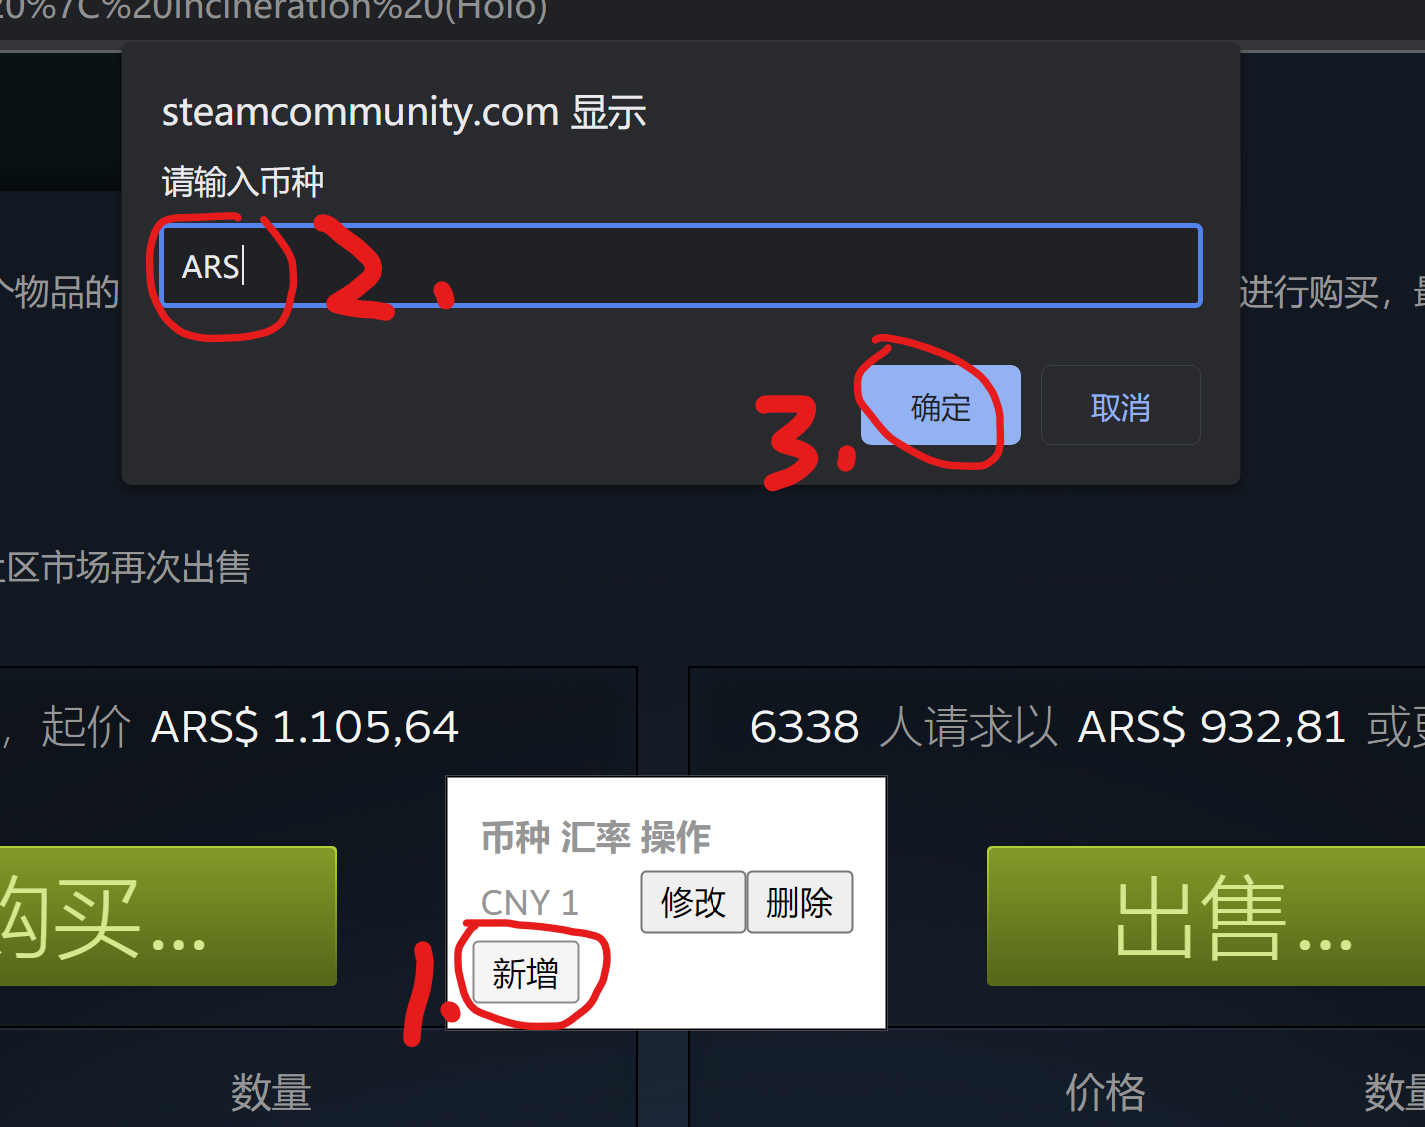 0%7C%20Incineration%20(Holo)
steamcommunity.com 显示
请输入币种
ARS
2.
个物品的
进行购买，最
确定
取消
3.
社区市场再次出售
，起价 ARS$ 1.105,64
6338 人请求以 ARS$ 932,81 或更
币种 汇率 操作
CNY 1 修改 删除
购买...
出售...
1.
新增
数量
价格
数量